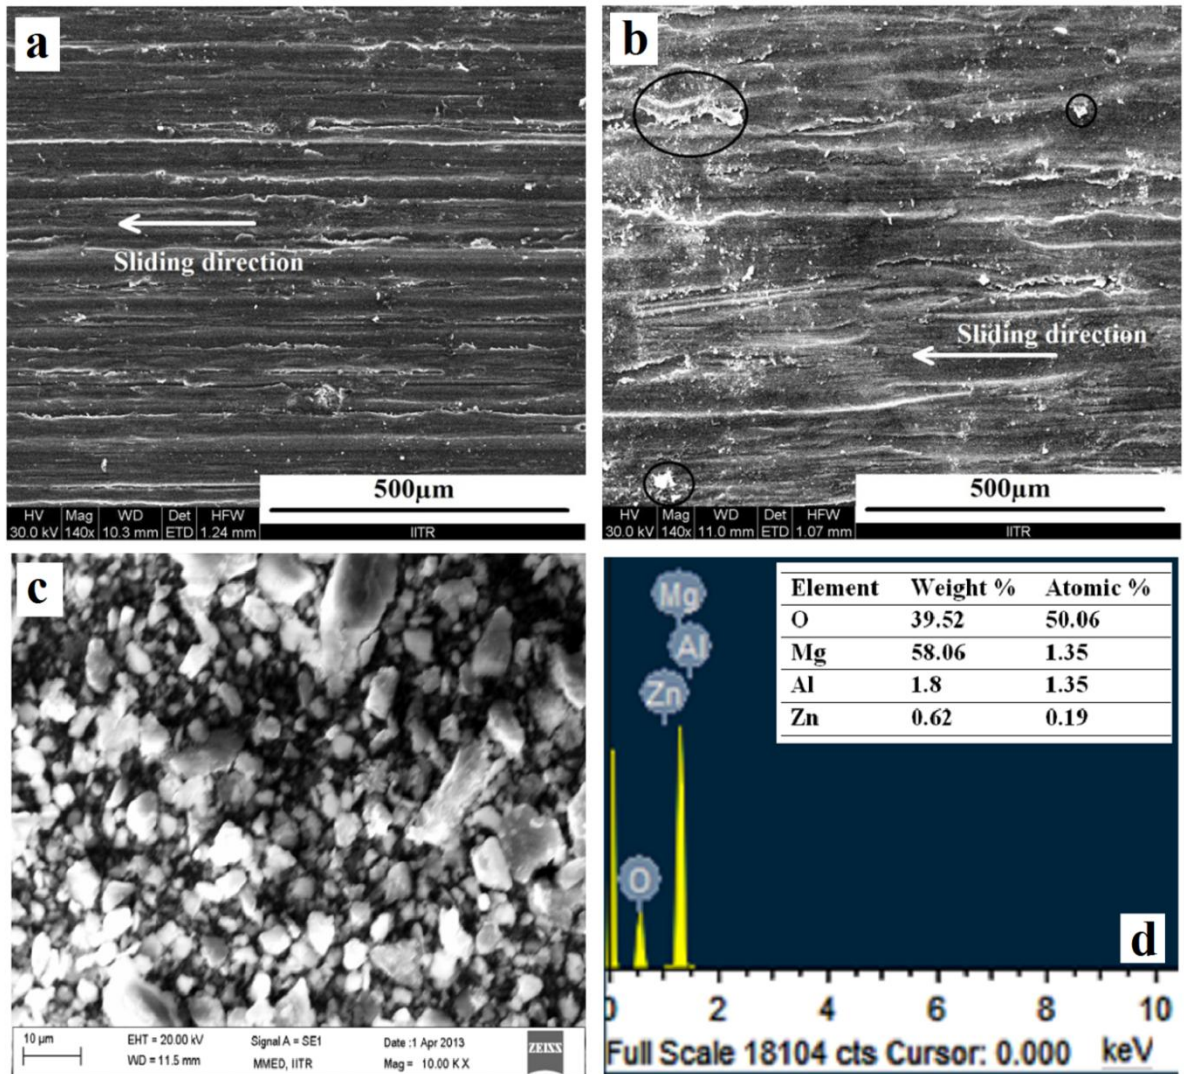 a
Sliding direction
500µm
HV Mag WD Det HFW
30.0 kV 140x 10.3 mm ETD 1.24 mm IITR
b
Sliding direction
500µm
HV Mag WD Det HFW
30.0 kV 140x 11.0 mm ETD 1.07 mm IITR
c
10 µm EHT = 20.00 kV Signal A = SE1 Date :1 Apr 2013 ZEISS
WD = 11.5 mm MMED, IITR Mag = 10.00 K X
Mg
Al
Zn
O
Element Weight % Atomic %
O 39.52 50.06
Mg 58.06 1.35
Al 1.8 1.35
Zn 0.62 0.19
d
0 2 4 6 8 10
Full Scale 18104 cts Cursor: 0.000 keV